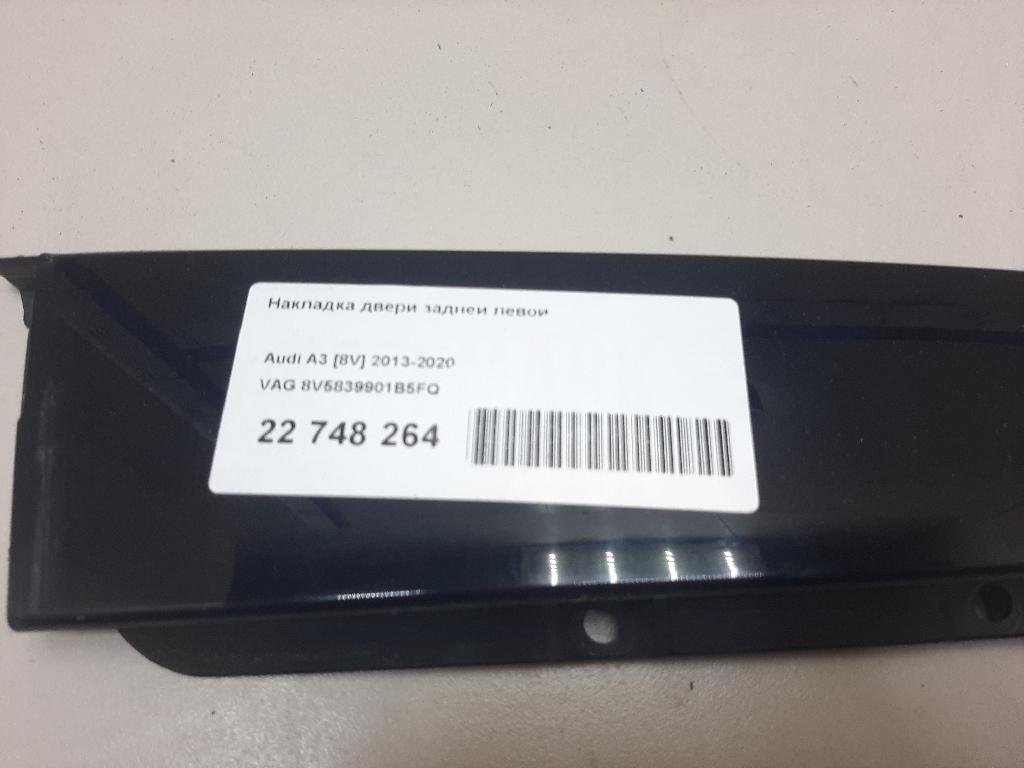 Накладка двери задней левой
Audi A3 [8V] 2013-2020
VAG 8V5839901B5FQ
22 748 264